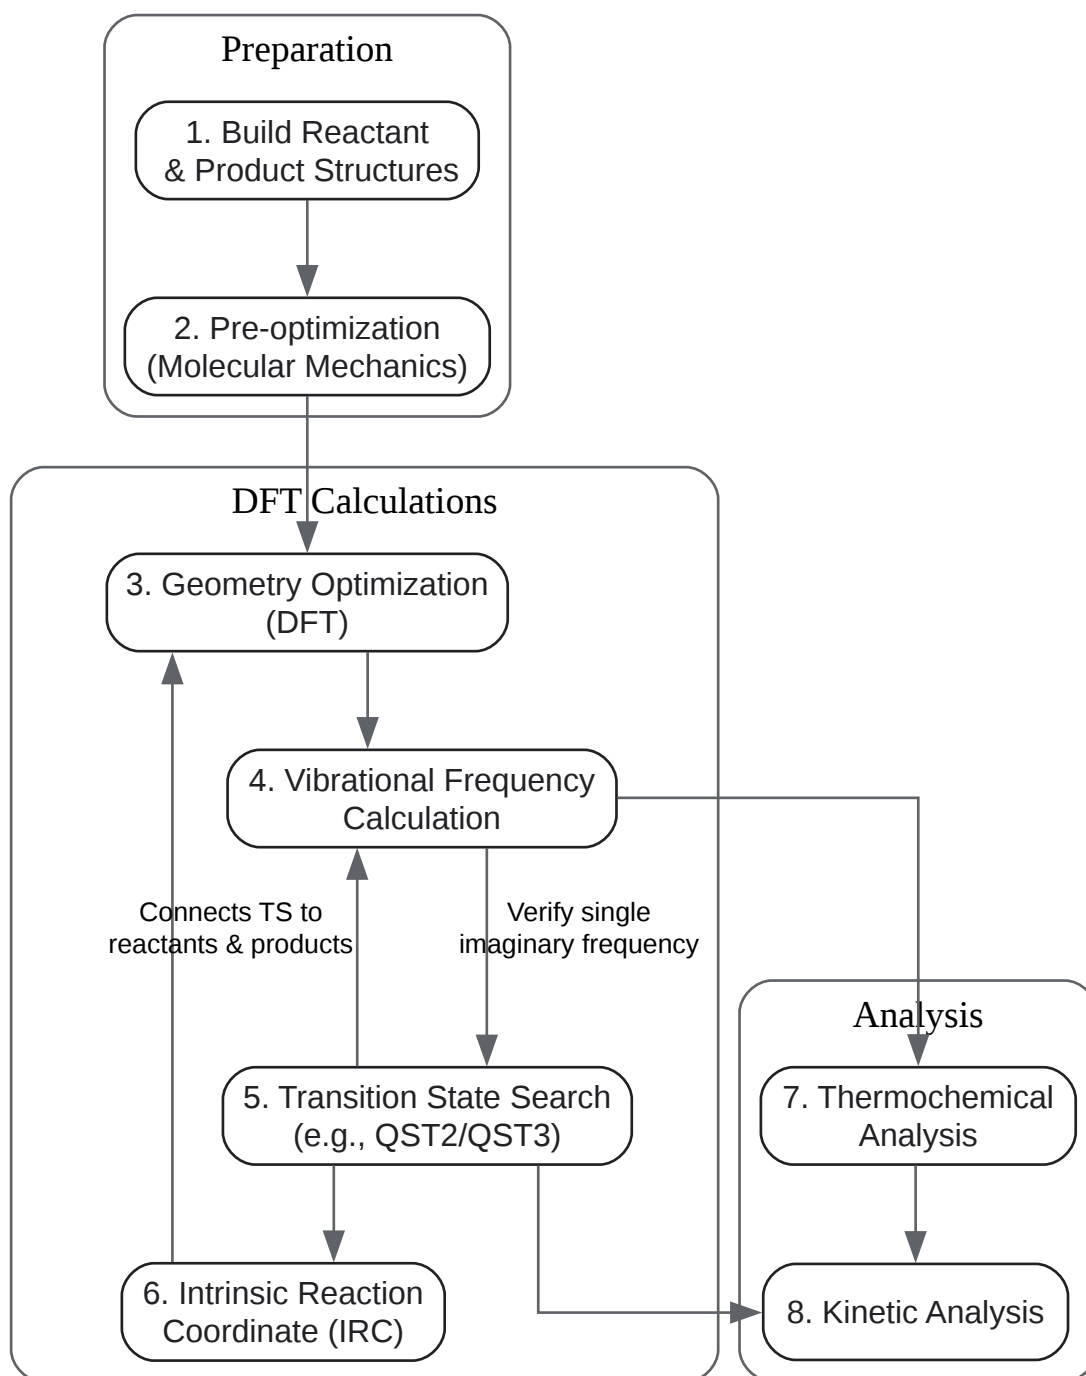 Preparation
1. Build Reactant
& Product Structures
2. Pre-optimization
(Molecular Mechanics)
DFT Calculations
3. Geometry Optimization
(DFT)
4. Vibrational Frequency
Calculation
Connects TS to
reactants & products
Verify single
imaginary frequency
5. Transition State Search
(e.g., QST2/QST3)
6. Intrinsic Reaction
Coordinate (IRC)
Analysis
7. Thermochemical
Analysis
8. Kinetic Analysis